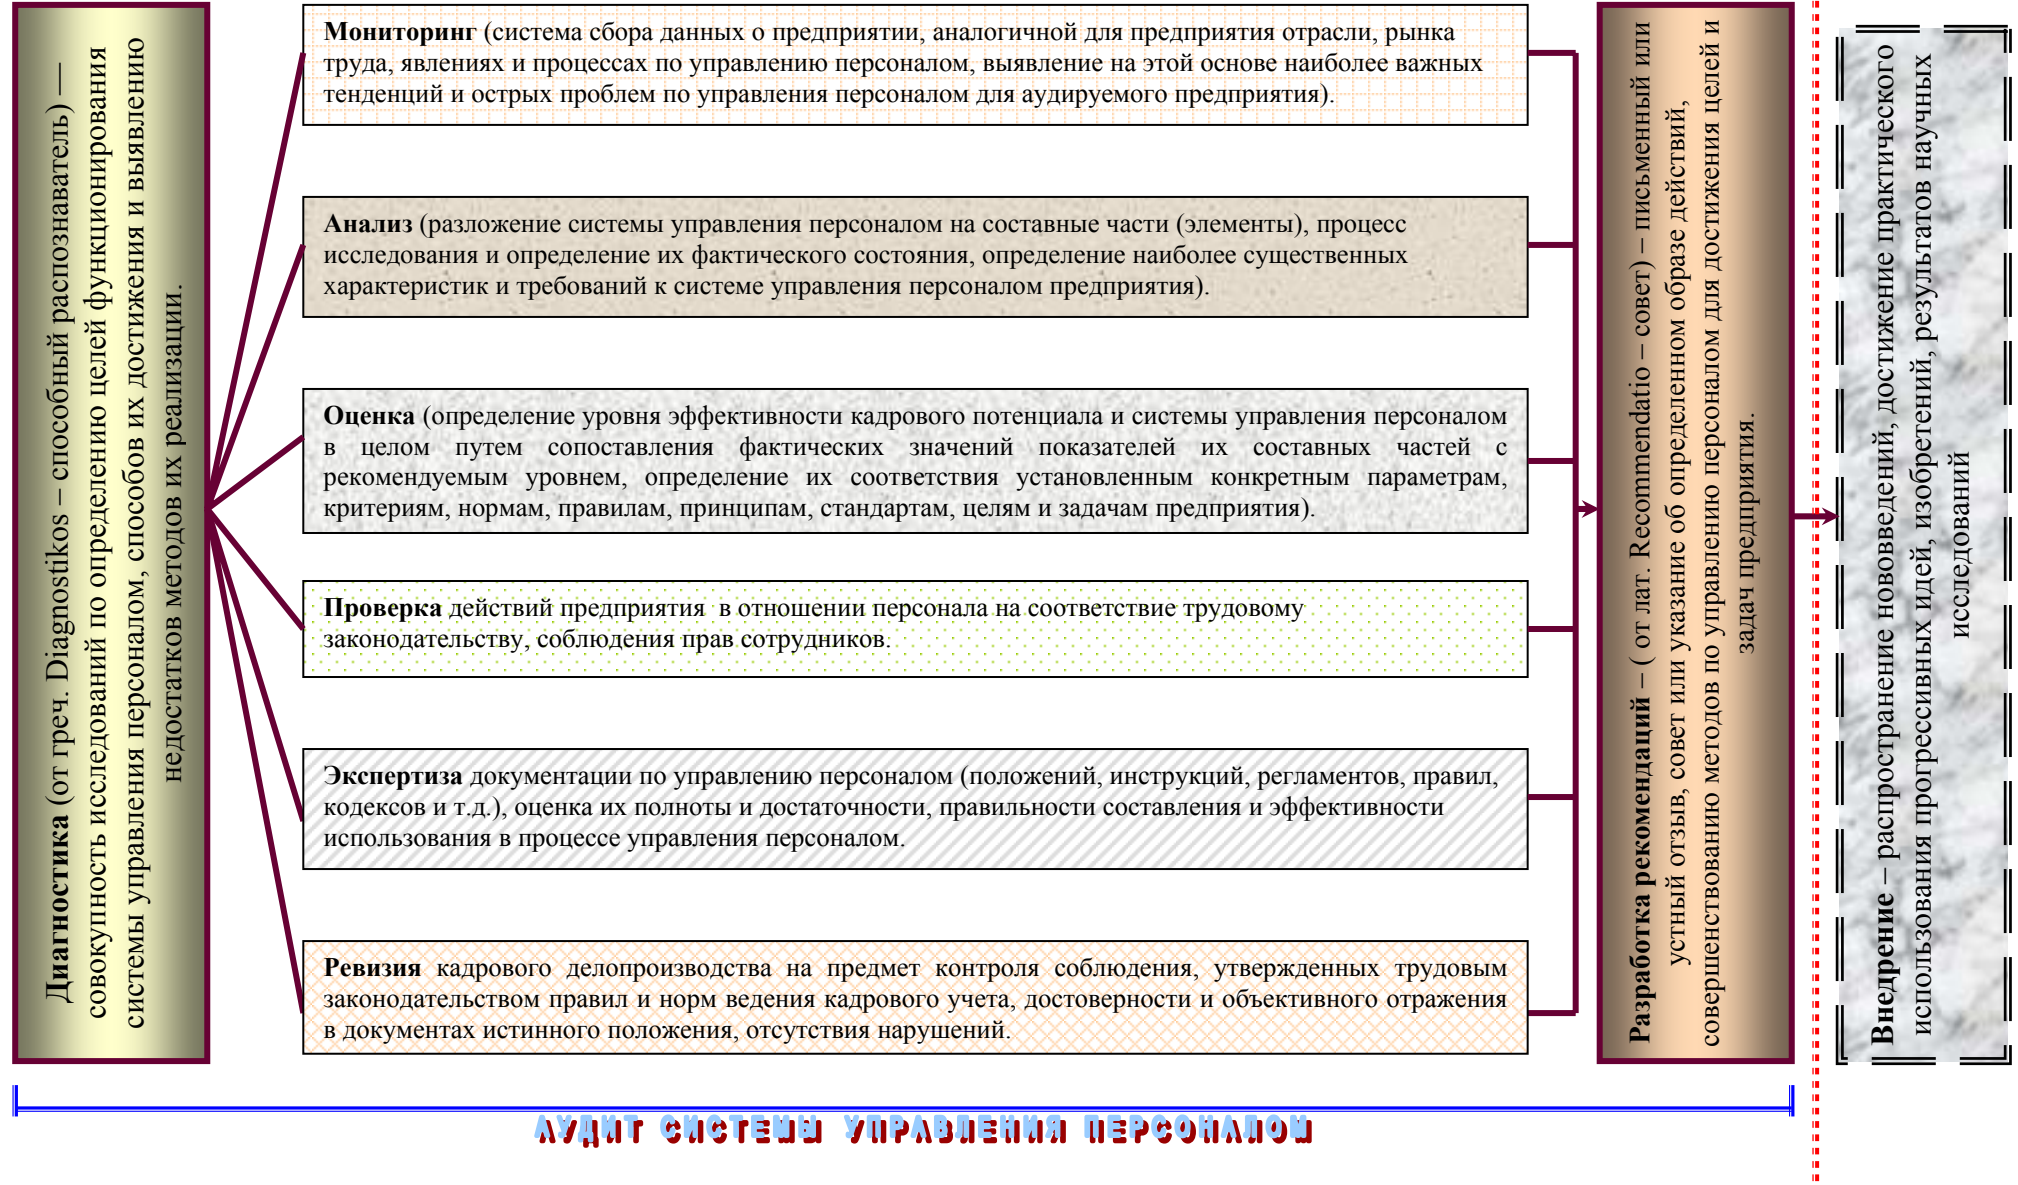 Диагностика (от греч. Diagnostikos – способный распознаватель) —
совокупность исследований по определению целей функционирования
системы управления персоналом, способов их достижения и выявлению
недостатков методов их реализации.
Мониторинг (система сбора данных о предприятии, аналогичной для предприятия отрасли, рынка
труда, явлениях и процессах по управлению персоналом, выявление на этой основе наиболее важных
тенденций и острых проблем по управления персоналом для аудируемого предприятия).
Анализ (разложение системы управления персоналом на составные части (элементы), процесс
исследования и определение их фактического состояния, определение наиболее существенных
характеристик и требований к системе управления персоналом предприятия).
Оценка (определение уровня эффективности кадрового потенциала и системы управления персоналом
в целом путем сопоставления фактических значений показателей их составных частей с
рекомендуемым уровнем, определение их соответствия установленным конкретным параметрам,
критериям, нормам, правилам, принципам, стандартам, целям и задачам предприятия).
Проверка действий предприятия в отношении персонала на соответствие трудовому
законодательству, соблюдения прав сотрудников.
Экспертиза документации по управлению персоналом (положений, инструкций, регламентов, правил,
кодексов и т.д.), оценка их полноты и достаточности, правильности составления и эффективности
использования в процессе управления персоналом.
Ревизия кадрового делопроизводства на предмет контроля соблюдения, утвержденных трудовым
законодательством правил и норм ведения кадрового учета, достоверности и объективного отражения
в документах истинного положения, отсутствия нарушений.
Разработка рекомендаций – ( от лат. Recommendatio – совет) – письменный или
устный отзыв, совет или указание об определенном образе действий,
совершенствованию методов по управлению персоналом для достижения целей и
задач предприятия.
Внедрение – распространение нововведений, достижение практического
использования прогрессивных идей, изобретений, результатов научных
исследований
АУДИТ СИСТЕМЫ УПРАВЛЕНИЯ ПЕРСОНАЛОМ